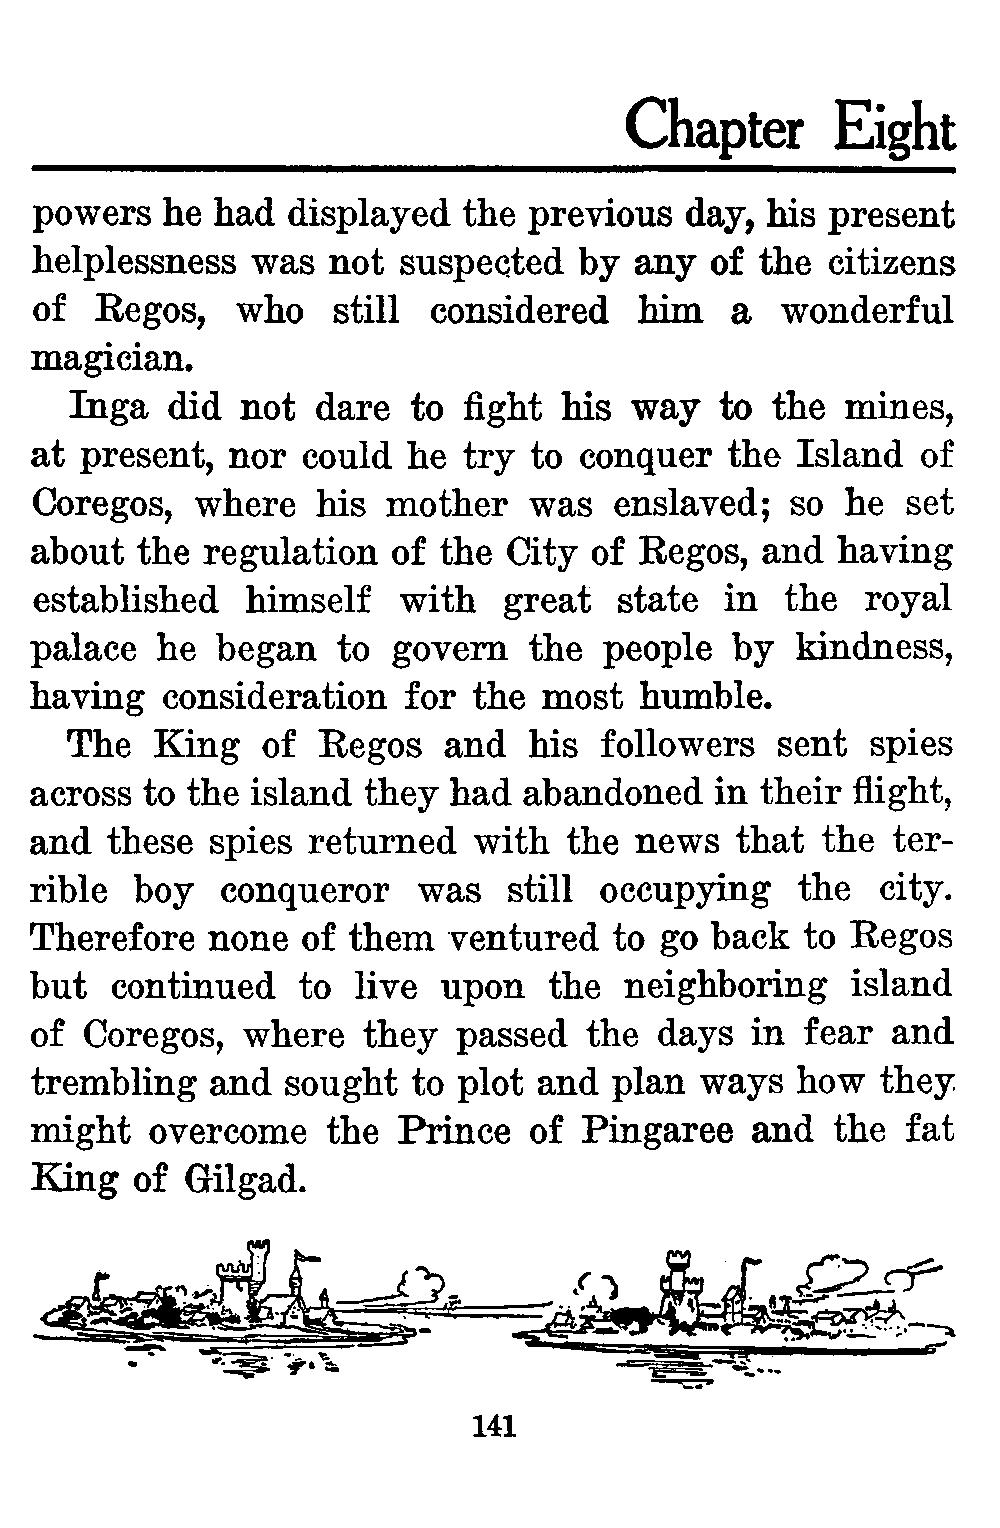 Chapter Eight
powers he had displayed the previous day, his present
helplessness was not suspected by any of the citizens
of Regos, who still considered him a wonderful
magician.
Inga did not dare to fight his way to the mines,
at present, nor could he try to conquer the Island of
Coregos, where his mother was enslaved; so he set
about the regulation of the City of Regos, and having
established himself with great state in the royal
palace he began to govern the people by kindness,
having consideration for the most humble.
The King of Regos and his followers sent spies
across to the island they had abandoned in their flight,
and these spies returned with the news that the ter-
rible boy conqueror was still occupying the city.
Therefore none of them ventured to go back to Regos
but continued to live upon the neighboring island
of Coregos, where they passed the days in fear and
trembling and sought to plot and plan ways how they
might overcome the Prince of Pingaree and the fat
King of Gilgad.
141